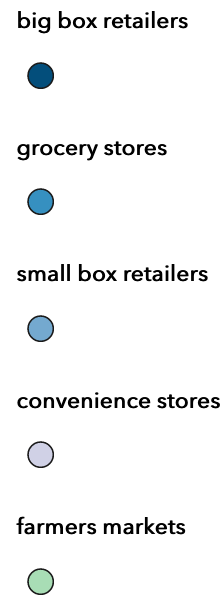 big box retailers
grocery stores
small box retailers
convenience stores
farmers markets